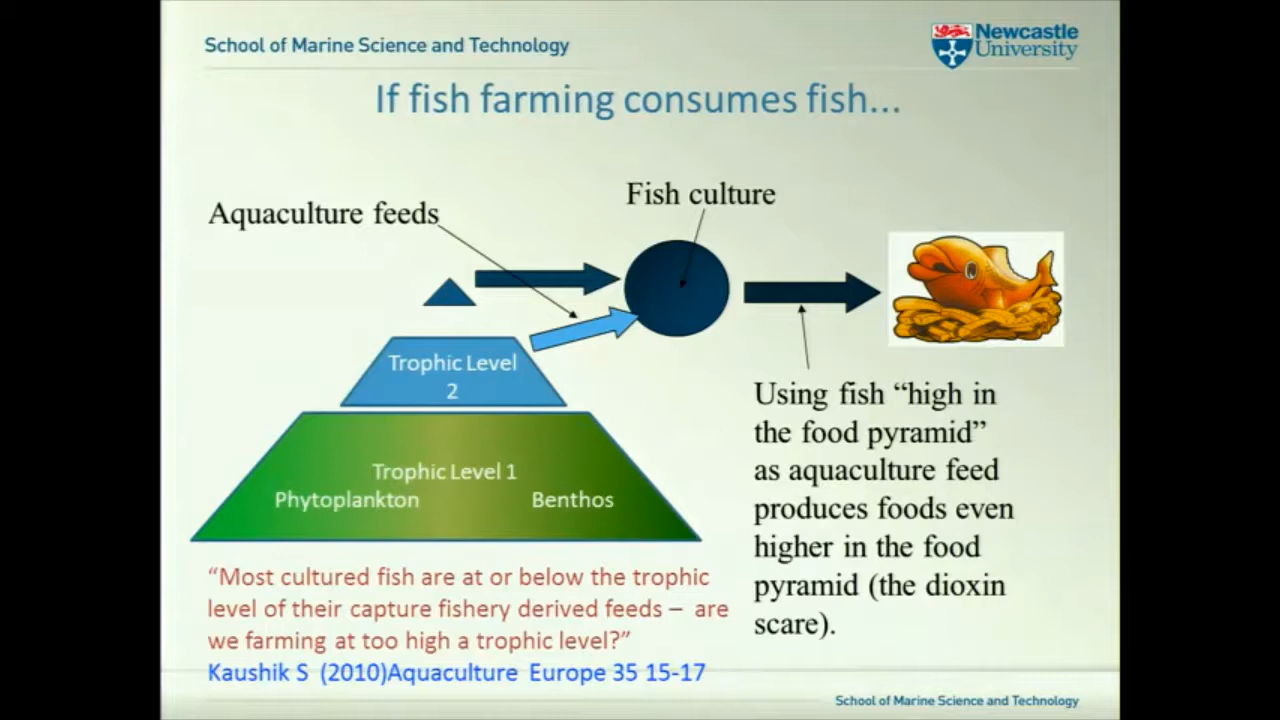 School of Marine Science and Technology
Newcastle
University
If fish farming consumes fish...
Aquaculture feeds
Fish culture
Trophic Level
2
Trophic Level 1
Phytoplankton
Benthos
Using fish “high in
the food pyramid”
as aquaculture feed
produces foods even
higher in the food
pyramid (the dioxin
scare).
“Most cultured fish are at or below the trophic
level of their capture fishery derived feeds – are
we farming at too high a trophic level?”
Kaushik S (2010)Aquaculture Europe 35 15-17
School of Marine Science and Technology